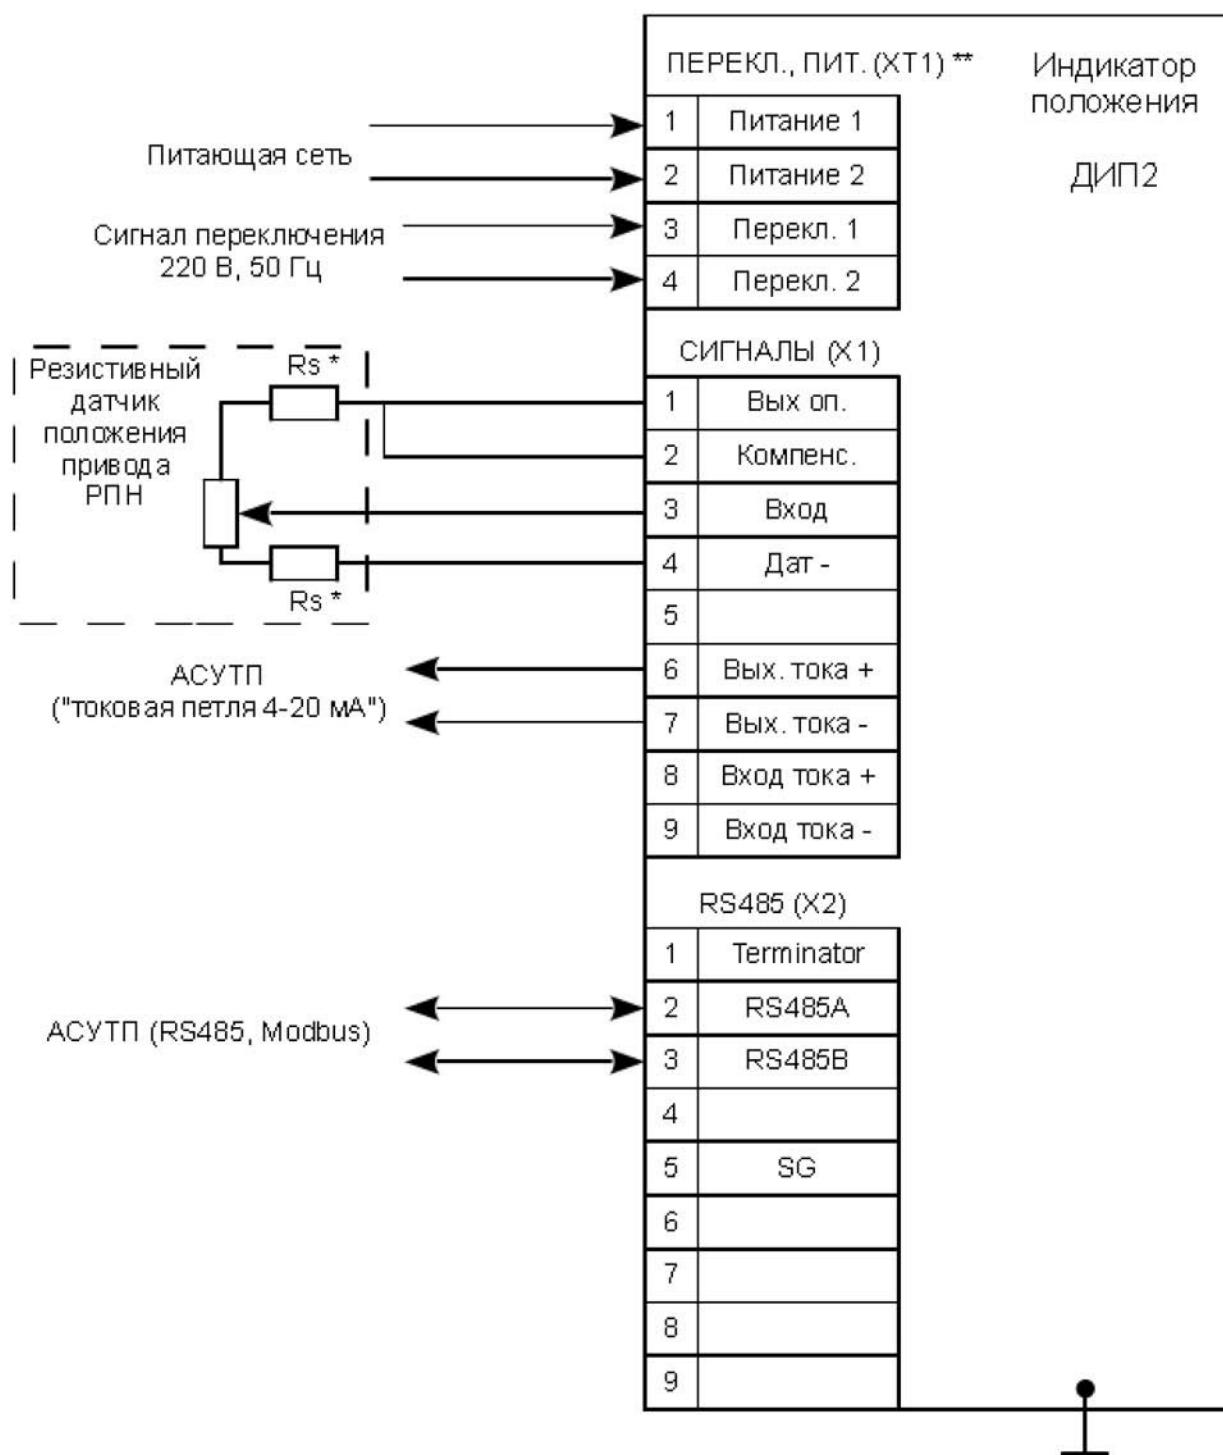 ПЕРЕКЛ., ПИТ. (XT1) **
Индикатор
положения
ДИП2
Питающая сеть
1 Питание 1
2 Питание 2
Сигнал переключения
220 В, 50 Гц
3 Перекл. 1
4 Перекл. 2
СИГНАЛЫ (X1)
Резистивный
датчик
положения
привода
РПН
Rs *
Rs *
1 Вых оп.
2 Компенс.
3 Вход
4 Дат -
5
АСУТП
("токовая петля 4-20 мА")
6 Вых. тока +
7 Вых. тока -
8 Вход тока +
9 Вход тока -
RS485 (X2)
АСУТП (RS485, Modbus)
1 Terminator
2 RS485A
3 RS485B
4
5 SG
6
7
8
9